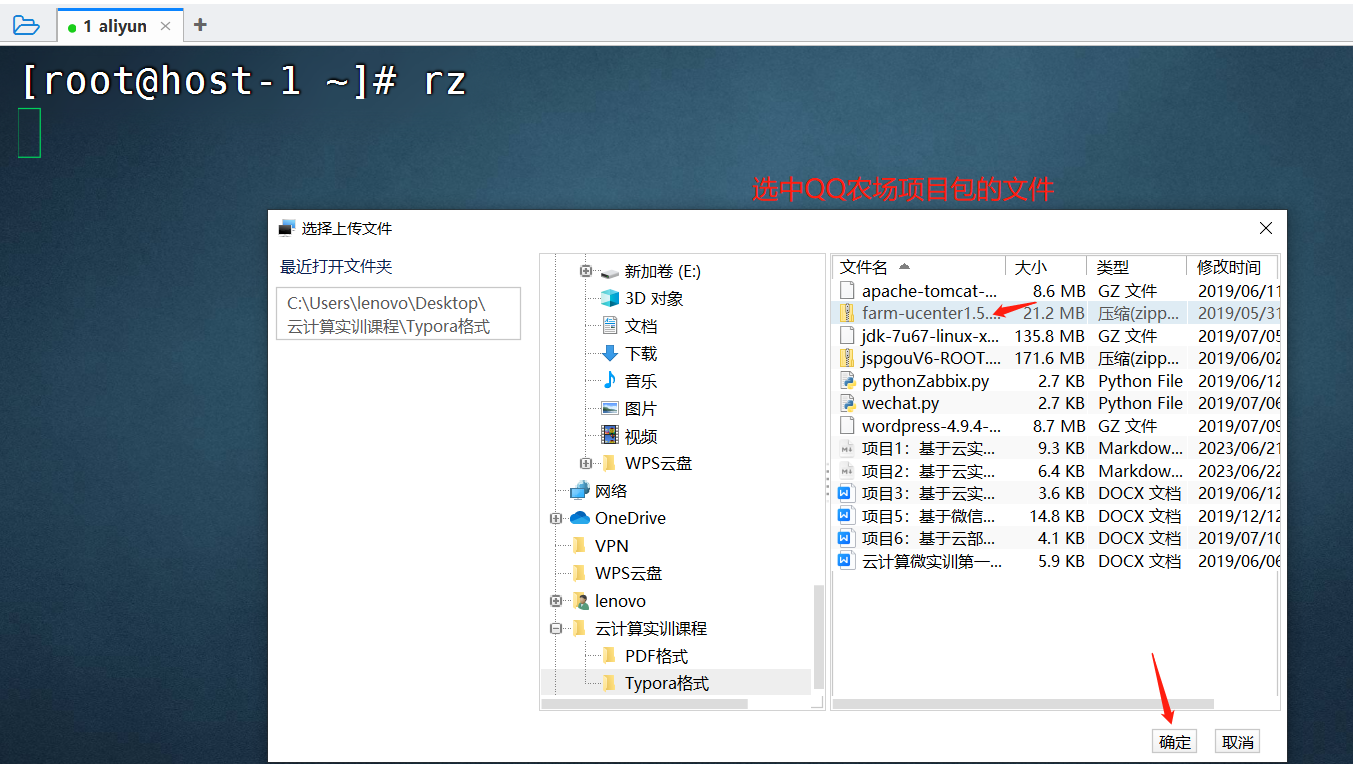 1 aliyun
[root@host-1 ~]# rz
选中QQ农场项目包的文件
选择上传文件
最近打开文件夹
C:\Users\lenovo\Desktop\
云计算实训课程\Typora格式
新加卷 (E:)
3D 对象
文档
下载
音乐
图片
视频
WPS云盘
网络
OneDrive
VPN
WPS云盘
lenovo
云计算实训课程
PDF格式
Typora格式
文件名 大小 类型 修改时间
apache-tomcat-... 8.6 MB GZ 文件 2019/06/11
farm-ucenter1.5.... 21.2 MB 压缩(zipp... 2019/05/31
jdk-7u67-linux-x... 135.8 MB GZ 文件 2019/07/05
jspgouV6-ROOT.... 171.6 MB 压缩(zipp... 2019/06/02
pythonZabbix.py 2.7 KB Python File 2019/06/12
wechat.py 2.7 KB Python File 2019/07/06
wordpress-4.9.4-... 8.7 MB GZ 文件 2019/07/09
项目1：基于云实... 9.3 KB Markdow... 2023/06/21
项目2：基于云实... 6.4 KB Markdow... 2023/06/22
项目3：基于云实... 3.6 KB DOCX 文档 2019/06/12
项目5：基于微信... 14.8 KB DOCX 文档 2019/12/12
项目6：基于云部... 4.1 KB DOCX 文档 2019/07/10
云计算微实训第一... 5.9 KB DOCX 文档 2019/06/06
确定 取消